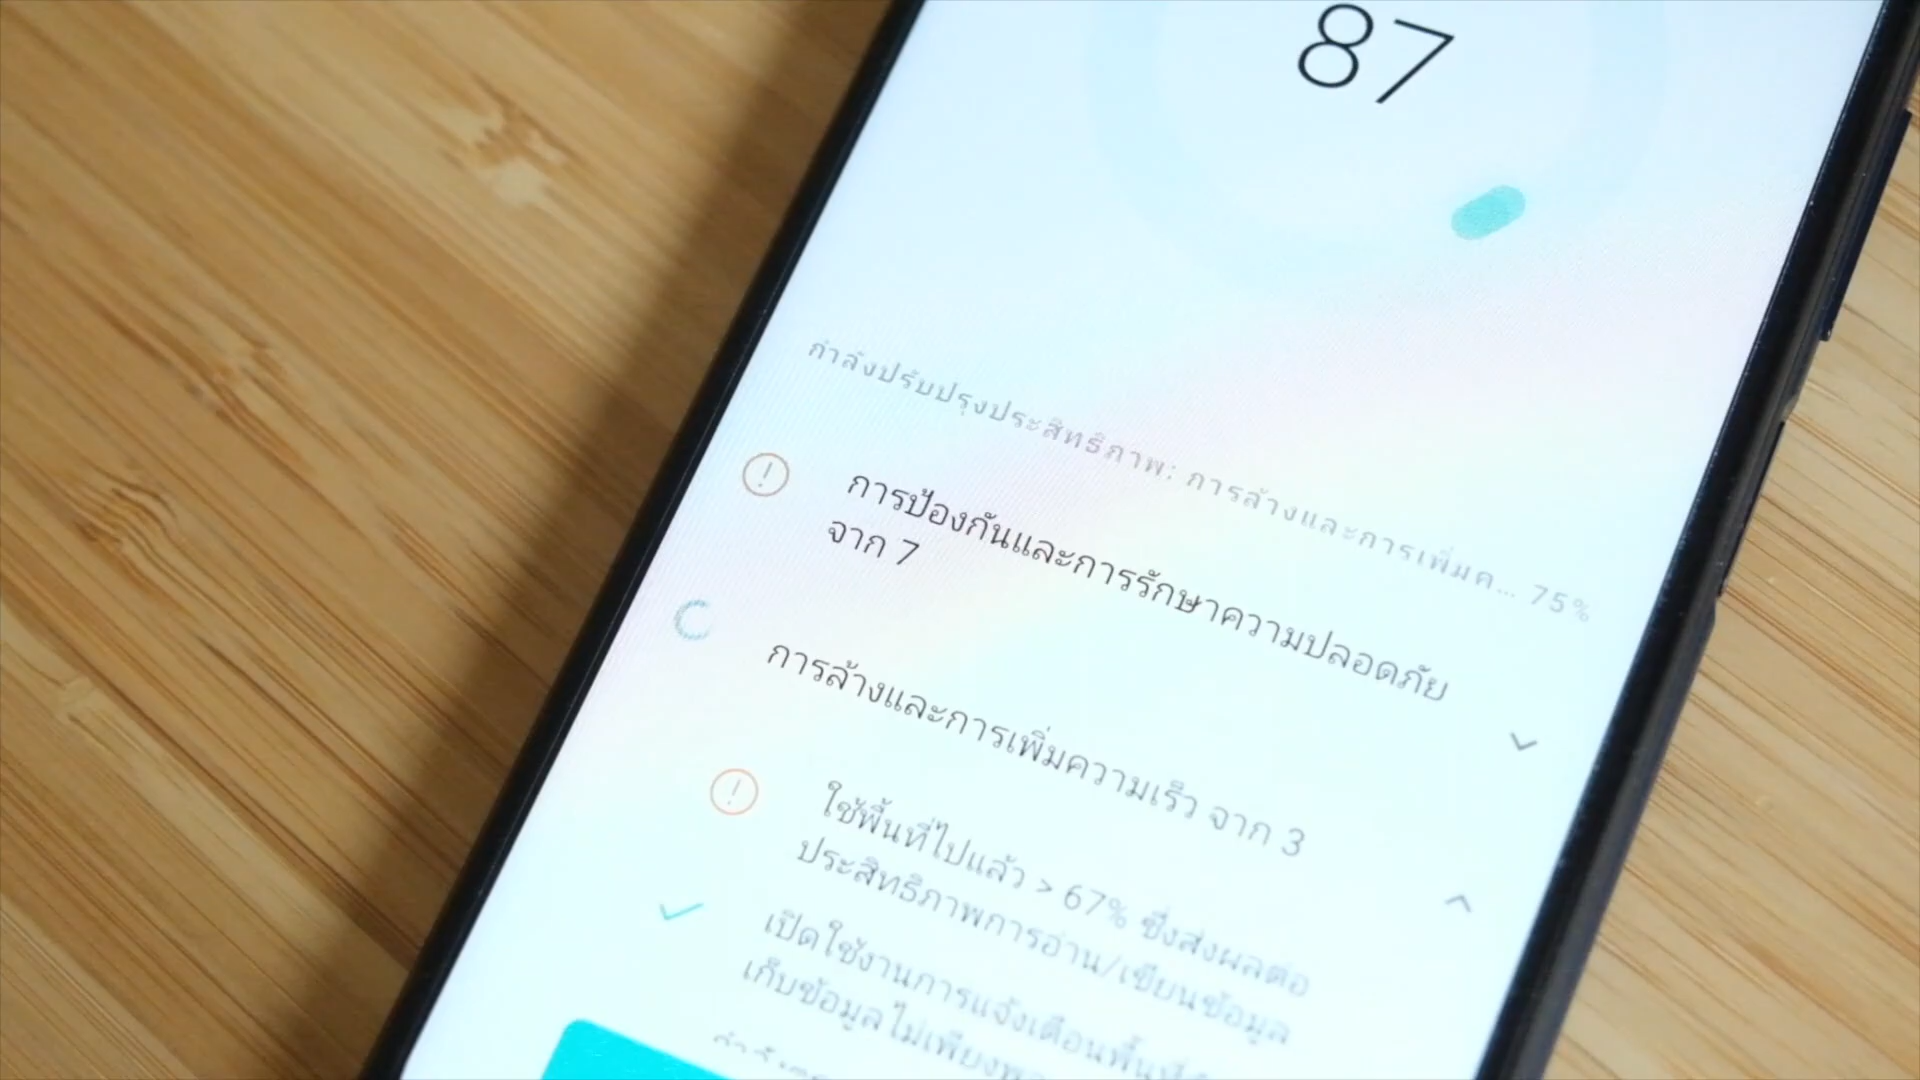 87
กำลังปรับปรุงประสิทธิภาพ: การล้างและการเพิ่มค... 75%
การป้องกันและการรักษาความปลอดภัย
จาก 7
การล้างและการเพิ่มความเร็ว จาก 3
ใช้พื้นที่ไปแล้ว > 67% ซึ่งส่งผลต่อ
ประสิทธิภาพการอ่าน/เขียนข้อมูล
เปิดใช้งานการแจ้งเตือนพื้นที่
เก็บข้อมูลไม่เพียงพอ